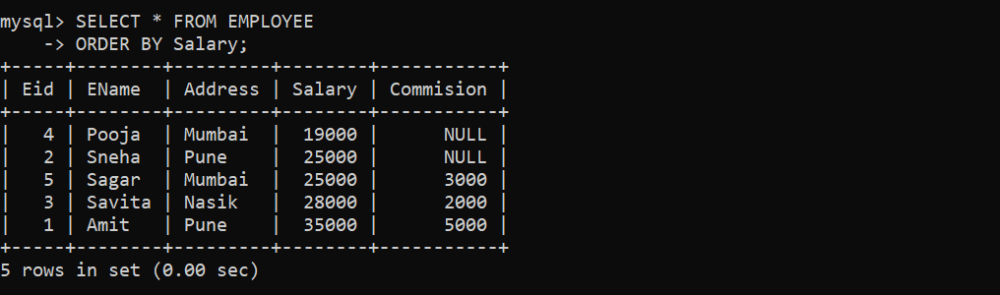 mysql> SELECT * FROM EMPLOYEE
    -> ORDER BY Salary;
+-----+--------+---------+--------+-----------+
| Eid | EName  | Address | Salary | Commision |
+-----+--------+---------+--------+-----------+
|   4 | Pooja  | Mumbai  |  19000 |      NULL |
|   2 | Sneha  | Pune    |  25000 |      NULL |
|   5 | Sagar  | Mumbai  |  25000 |      3000 |
|   3 | Savita | Nasik   |  28000 |      2000 |
|   1 | Amit   | Pune    |  35000 |      5000 |
+-----+--------+---------+--------+-----------+
5 rows in set (0.00 sec)